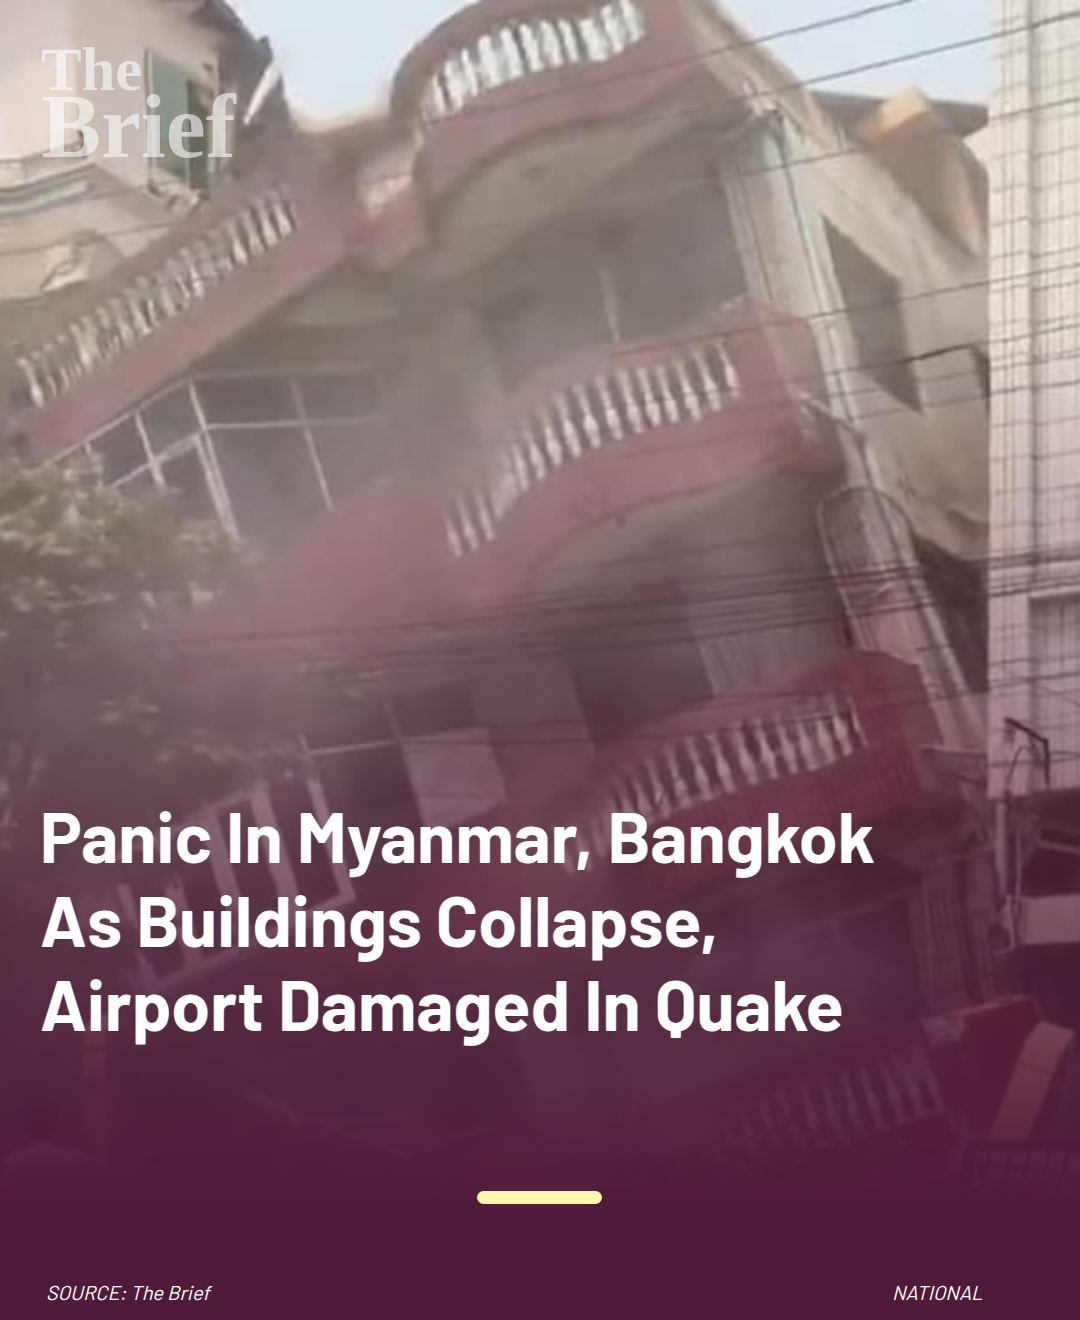 The
Brief
Panic In Myanmar, Bangkok
As Buildings Collapse,
Airport Damaged In Quake
SOURCE: The Brief
NATIONAL